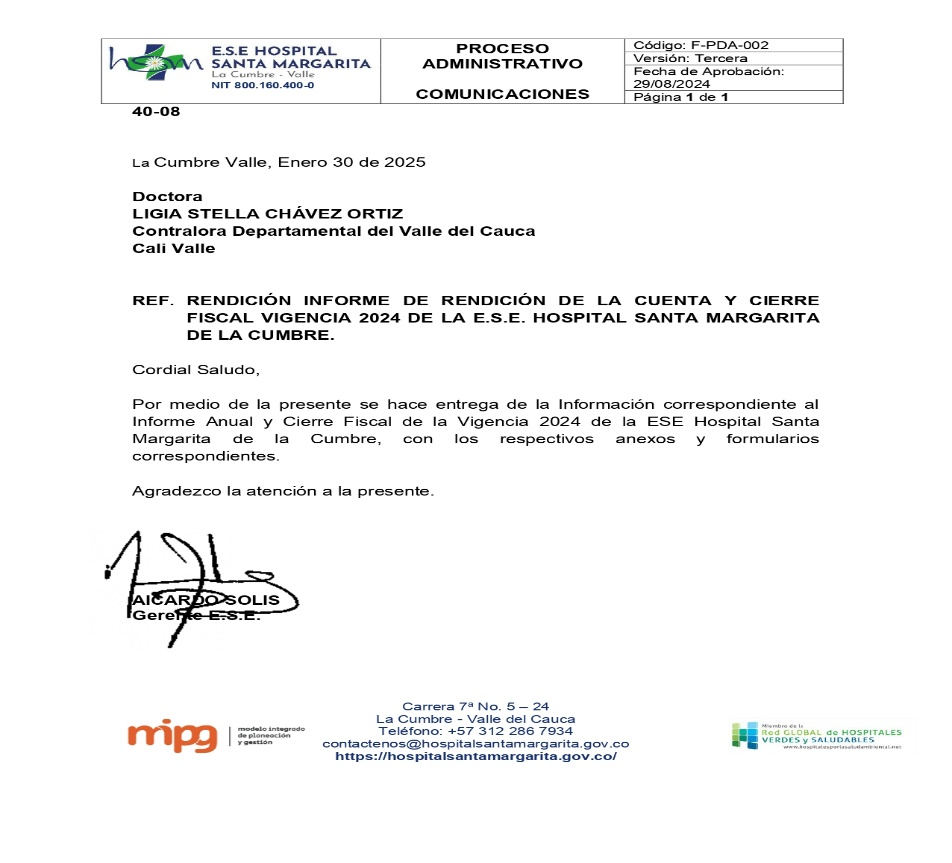 hsm
E.S.E HOSPITAL
SANTA MARGARITA
La Cumbre - Valle
NIT 800.160.400-0
PROCESO
ADMINISTRATIVO
COMUNICACIONES
Código: F-PDA-002
Versión: Tercera
Fecha de Aprobación:
29/08/2024
Página 1 de 1
40-08
La Cumbre Valle, Enero 30 de 2025
Doctora
LIGIA STELLA CHÁVEZ ORTIZ
Contralora Departamental del Valle del Cauca
Cali Valle
REF. RENDICIÓN INFORME DE RENDICIÓN DE LA CUENTA Y CIERRE
FISCAL VIGENCIA 2024 DE LA E.S.E. HOSPITAL SANTA MARGARITA
DE LA CUMBRE.
Cordial Saludo,
Por medio de la presente se hace entrega de la Información correspondiente al
Informe Anual y Cierre Fiscal de la Vigencia 2024 de la ESE Hospital Santa
Margarita de la Cumbre, con los respectivos anexos y formularios
correspondientes.
Agradezco la atención a la presente.
AICARDO SOLIS
Gerente E.S.E.
mipg
modelo integrado
de planeación
y gestión
Carrera 7ª No. 5 – 24
La Cumbre - Valle del Cauca
Teléfono: +57 312 286 7934
contactenos@hospitalsantamargarita.gov.co
https://hospitalsantamargarita.gov.co/
Miembro de la
Red GLOBAL de HOSPITALES
VERDES y SALUDABLES
www.hospitalesporlasaludambiental.net